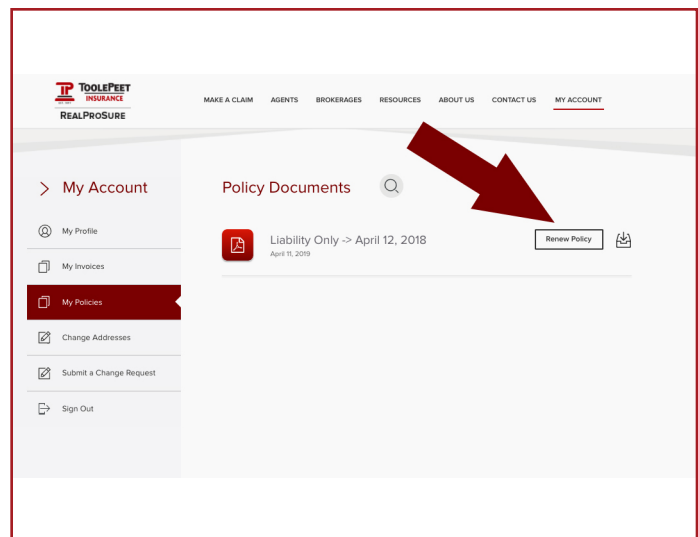 TP TOOLEPEET
INSURANCE
REALPROSURE
MAKE A CLAIM AGENTS BROKERAGES RESOURCES ABOUT US CONTACT US MY ACCOUNT
> My Account
My Profile
My Invoices
My Policies
Change Addresses
Submit a Change Request
Sign Out
Policy Documents
Liability Only -> April 12, 2018
April 11, 2019
Renew Policy